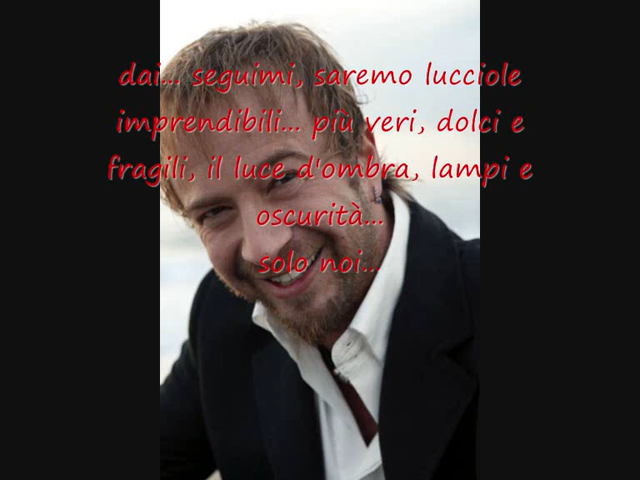 dai... seguimi, saremo lucciole
imprendibili... più veri, dolci e
fragili, il luce d'ombra, lampi e
oscurità...
solo noi...